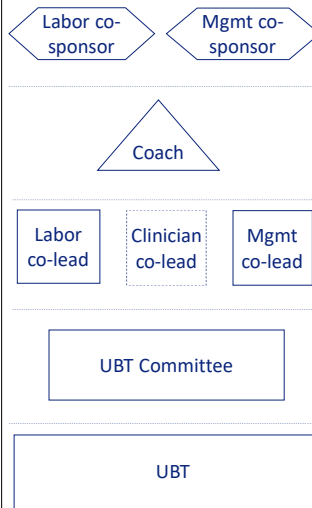 Labor co-
sponsor
Mgmt co-
sponsor
Coach
Labor
co-lead
Clinician
co-lead
Mgmt
co-lead
UBT Committee
UBT